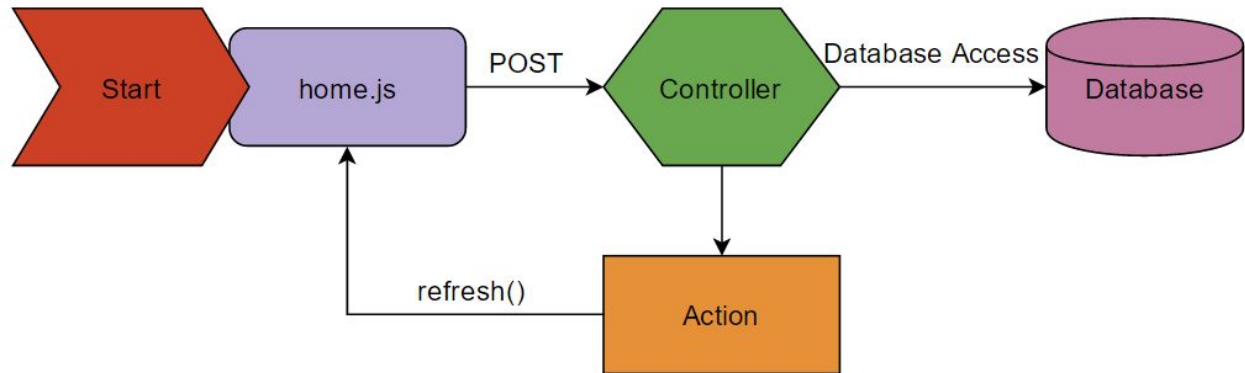 Start
home.js
POST
Controller
Database Access
Database
refresh()
Action